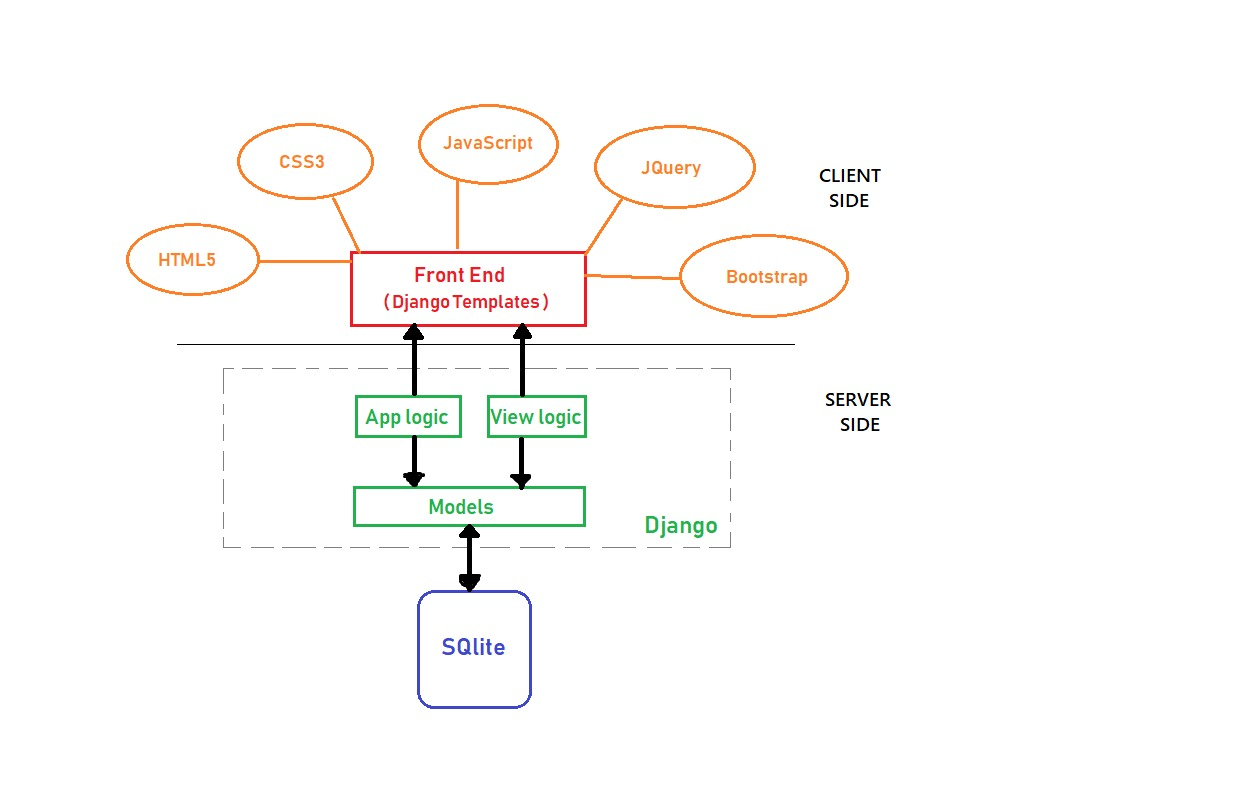 JavaScript
CSS3
JQuery
CLIENT
SIDE
HTML5
Bootstrap
Front End
(Django Templates)
SERVER
SIDE
App logic
View logic
Models
Django
SQlite